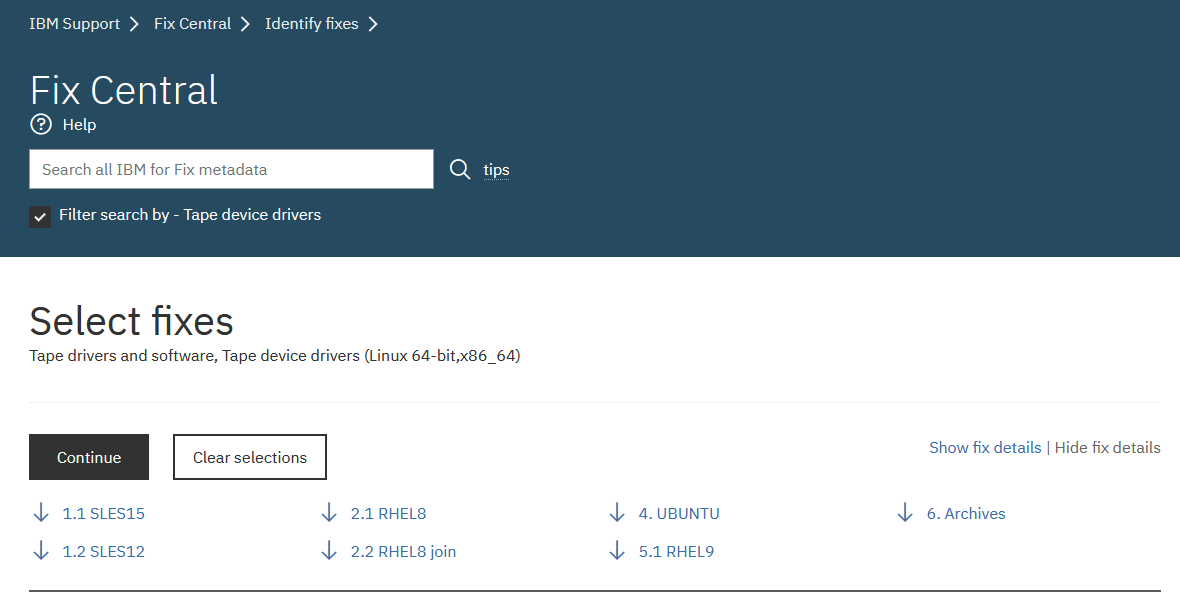 IBM Support Fix Central Identify fixes
Fix Central
? Help
Search all IBM for Fix metadata tips
Filter search by - Tape device drivers
Select fixes
Tape drivers and software, Tape device drivers (Linux 64-bit,x86_64)
Continue Clear selections Show fix details | Hide fix details
1.1 SLES15 2.1 RHEL8 4. UBUNTU 6. Archives
1.2 SLES12 2.2 RHEL8 join 5.1 RHEL9